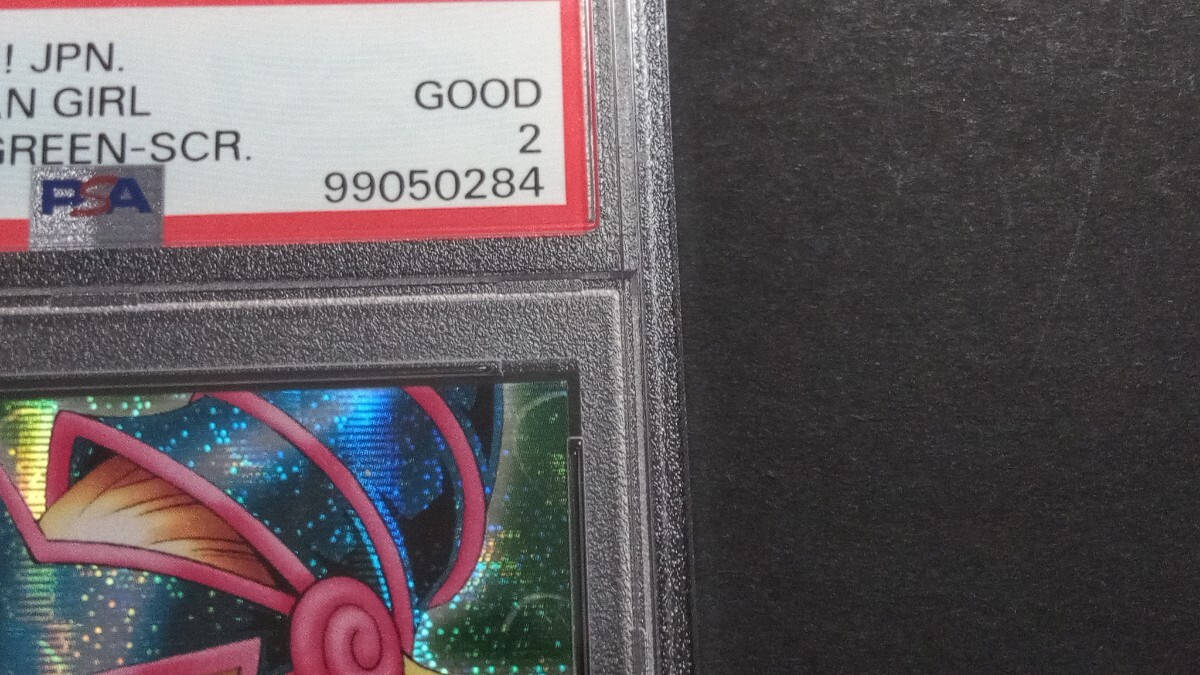 ! JPN.
AN GIRL
GOOD
GREEN-SCR.
2
PSA
99050284